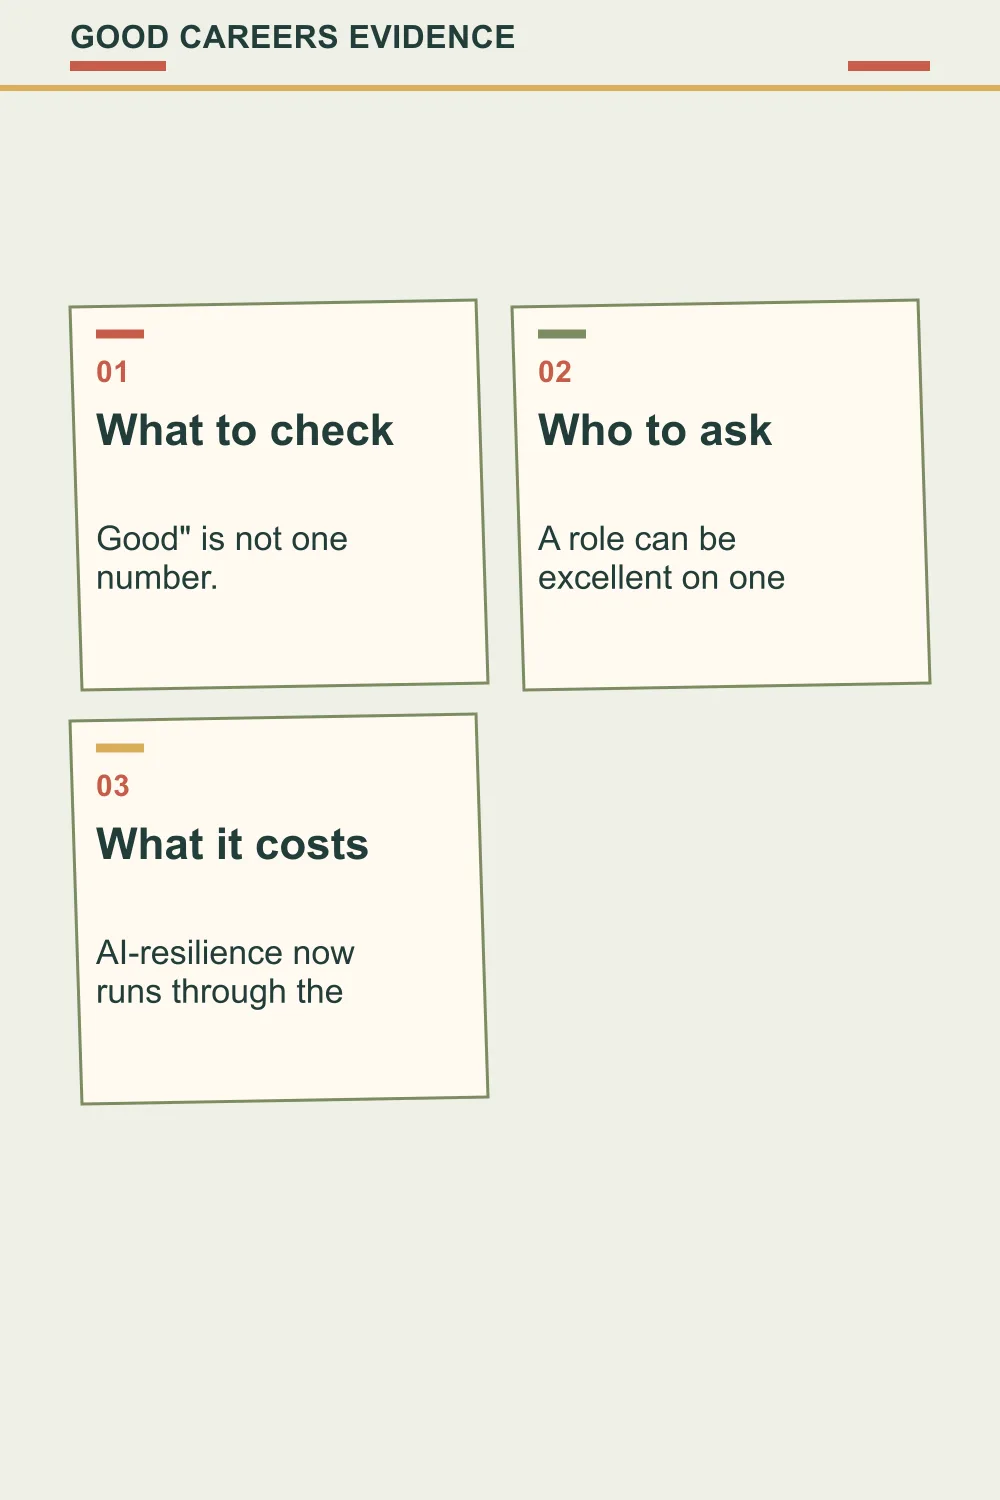 GOOD CAREERS EVIDENCE
01
What to check
Good" is not one
number.
02
Who to ask
A role can be
excellent on one
03
What it costs
AI-resilience now
runs through the